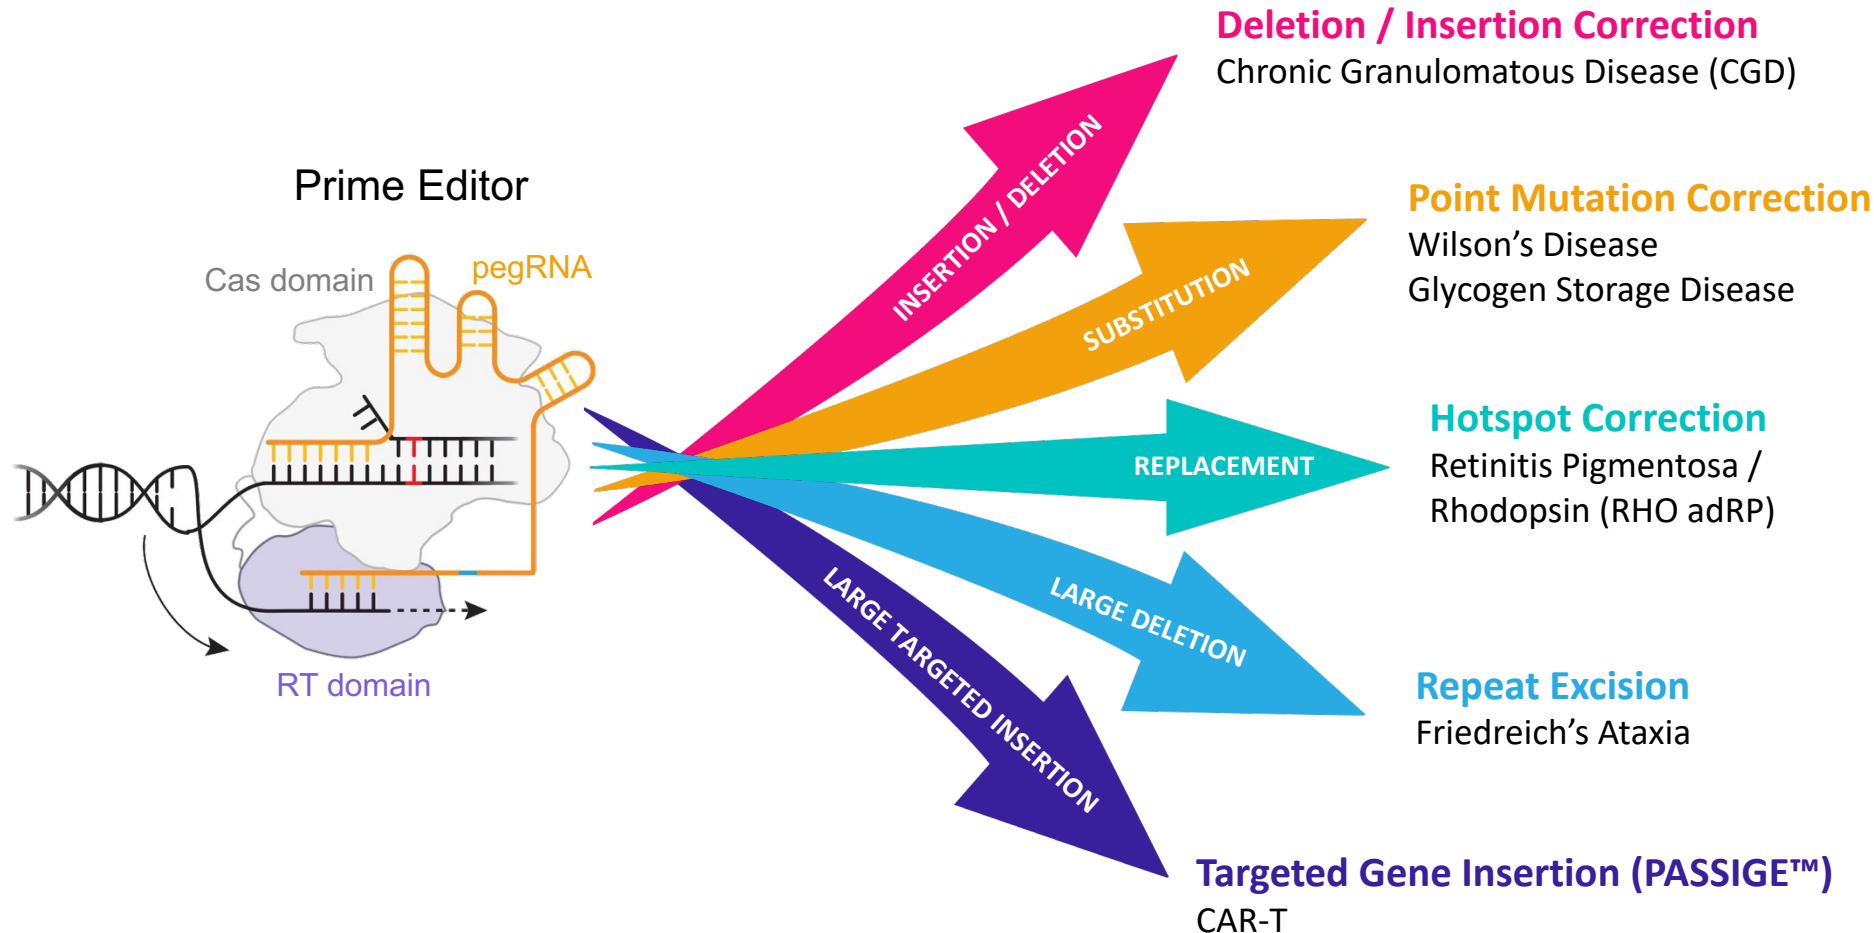 Prime Editor
Cas domain
pegRNA
RT domain
INSERTION / DELETION
SUBSTITUTION
REPLACEMENT
LARGE DELETION
LARGE TARGETED INSERTION
Deletion / Insertion Correction
Chronic Granulomatous Disease (CGD)
Point Mutation Correction
Wilson’s Disease
Glycogen Storage Disease
Hotspot Correction
Retinitis Pigmentosa /
Rhodopsin (RHO adRP)
Repeat Excision
Friedreich’s Ataxia
Targeted Gene Insertion (PASSIGE™)
CAR-T